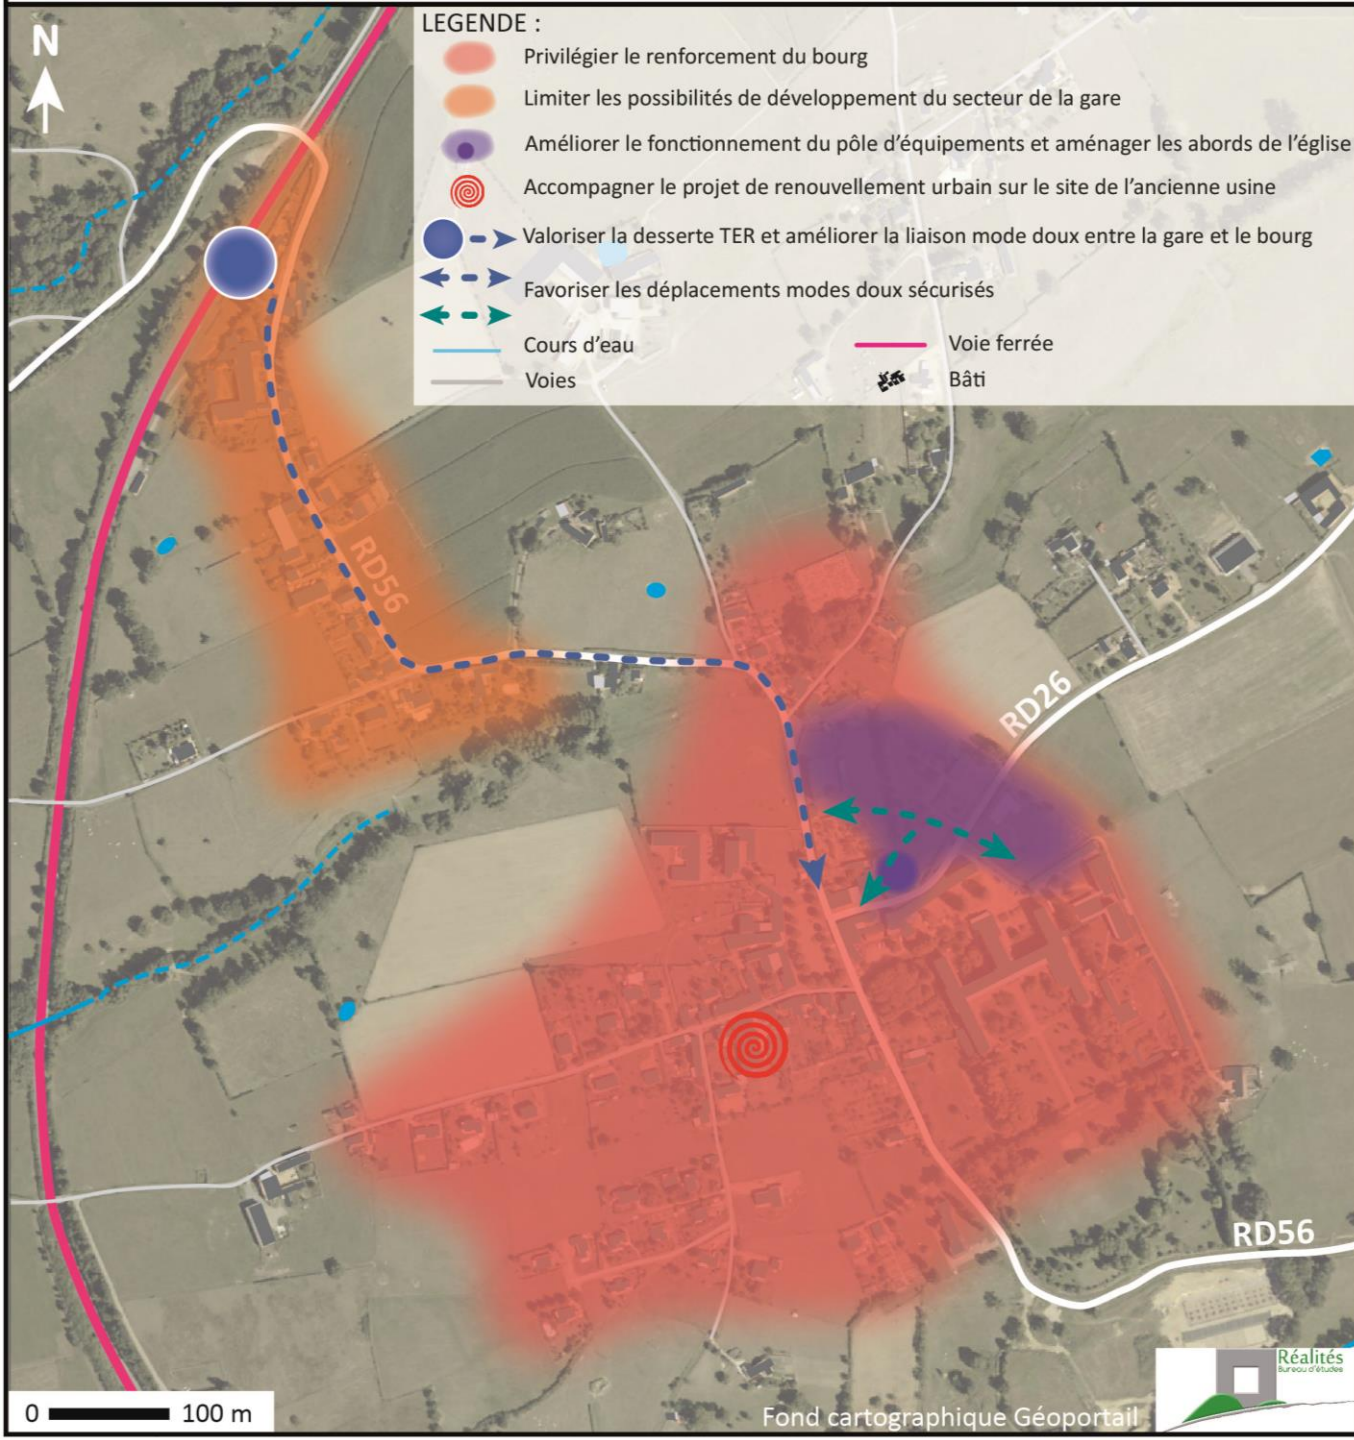 N
LEGENDE :
Privilégier le renforcement du bourg
Limiter les possibilités de développement du secteur de la gare
Améliorer le fonctionnement du pôle d'équipements et aménager les abords de l'église
Accompagner le projet de renouvellement urbain sur le site de l'ancienne usine
Valoriser la desserte TER et améliorer la liaison mode doux entre la gare et le bourg
Favoriser les déplacements modes doux sécurisés
Cours d'eau
Voie ferrée
Voies
Bâti
RD56
RD26
RD56
Réalités
Bureau d'études
0 100 m
Fond cartographique Géoportail